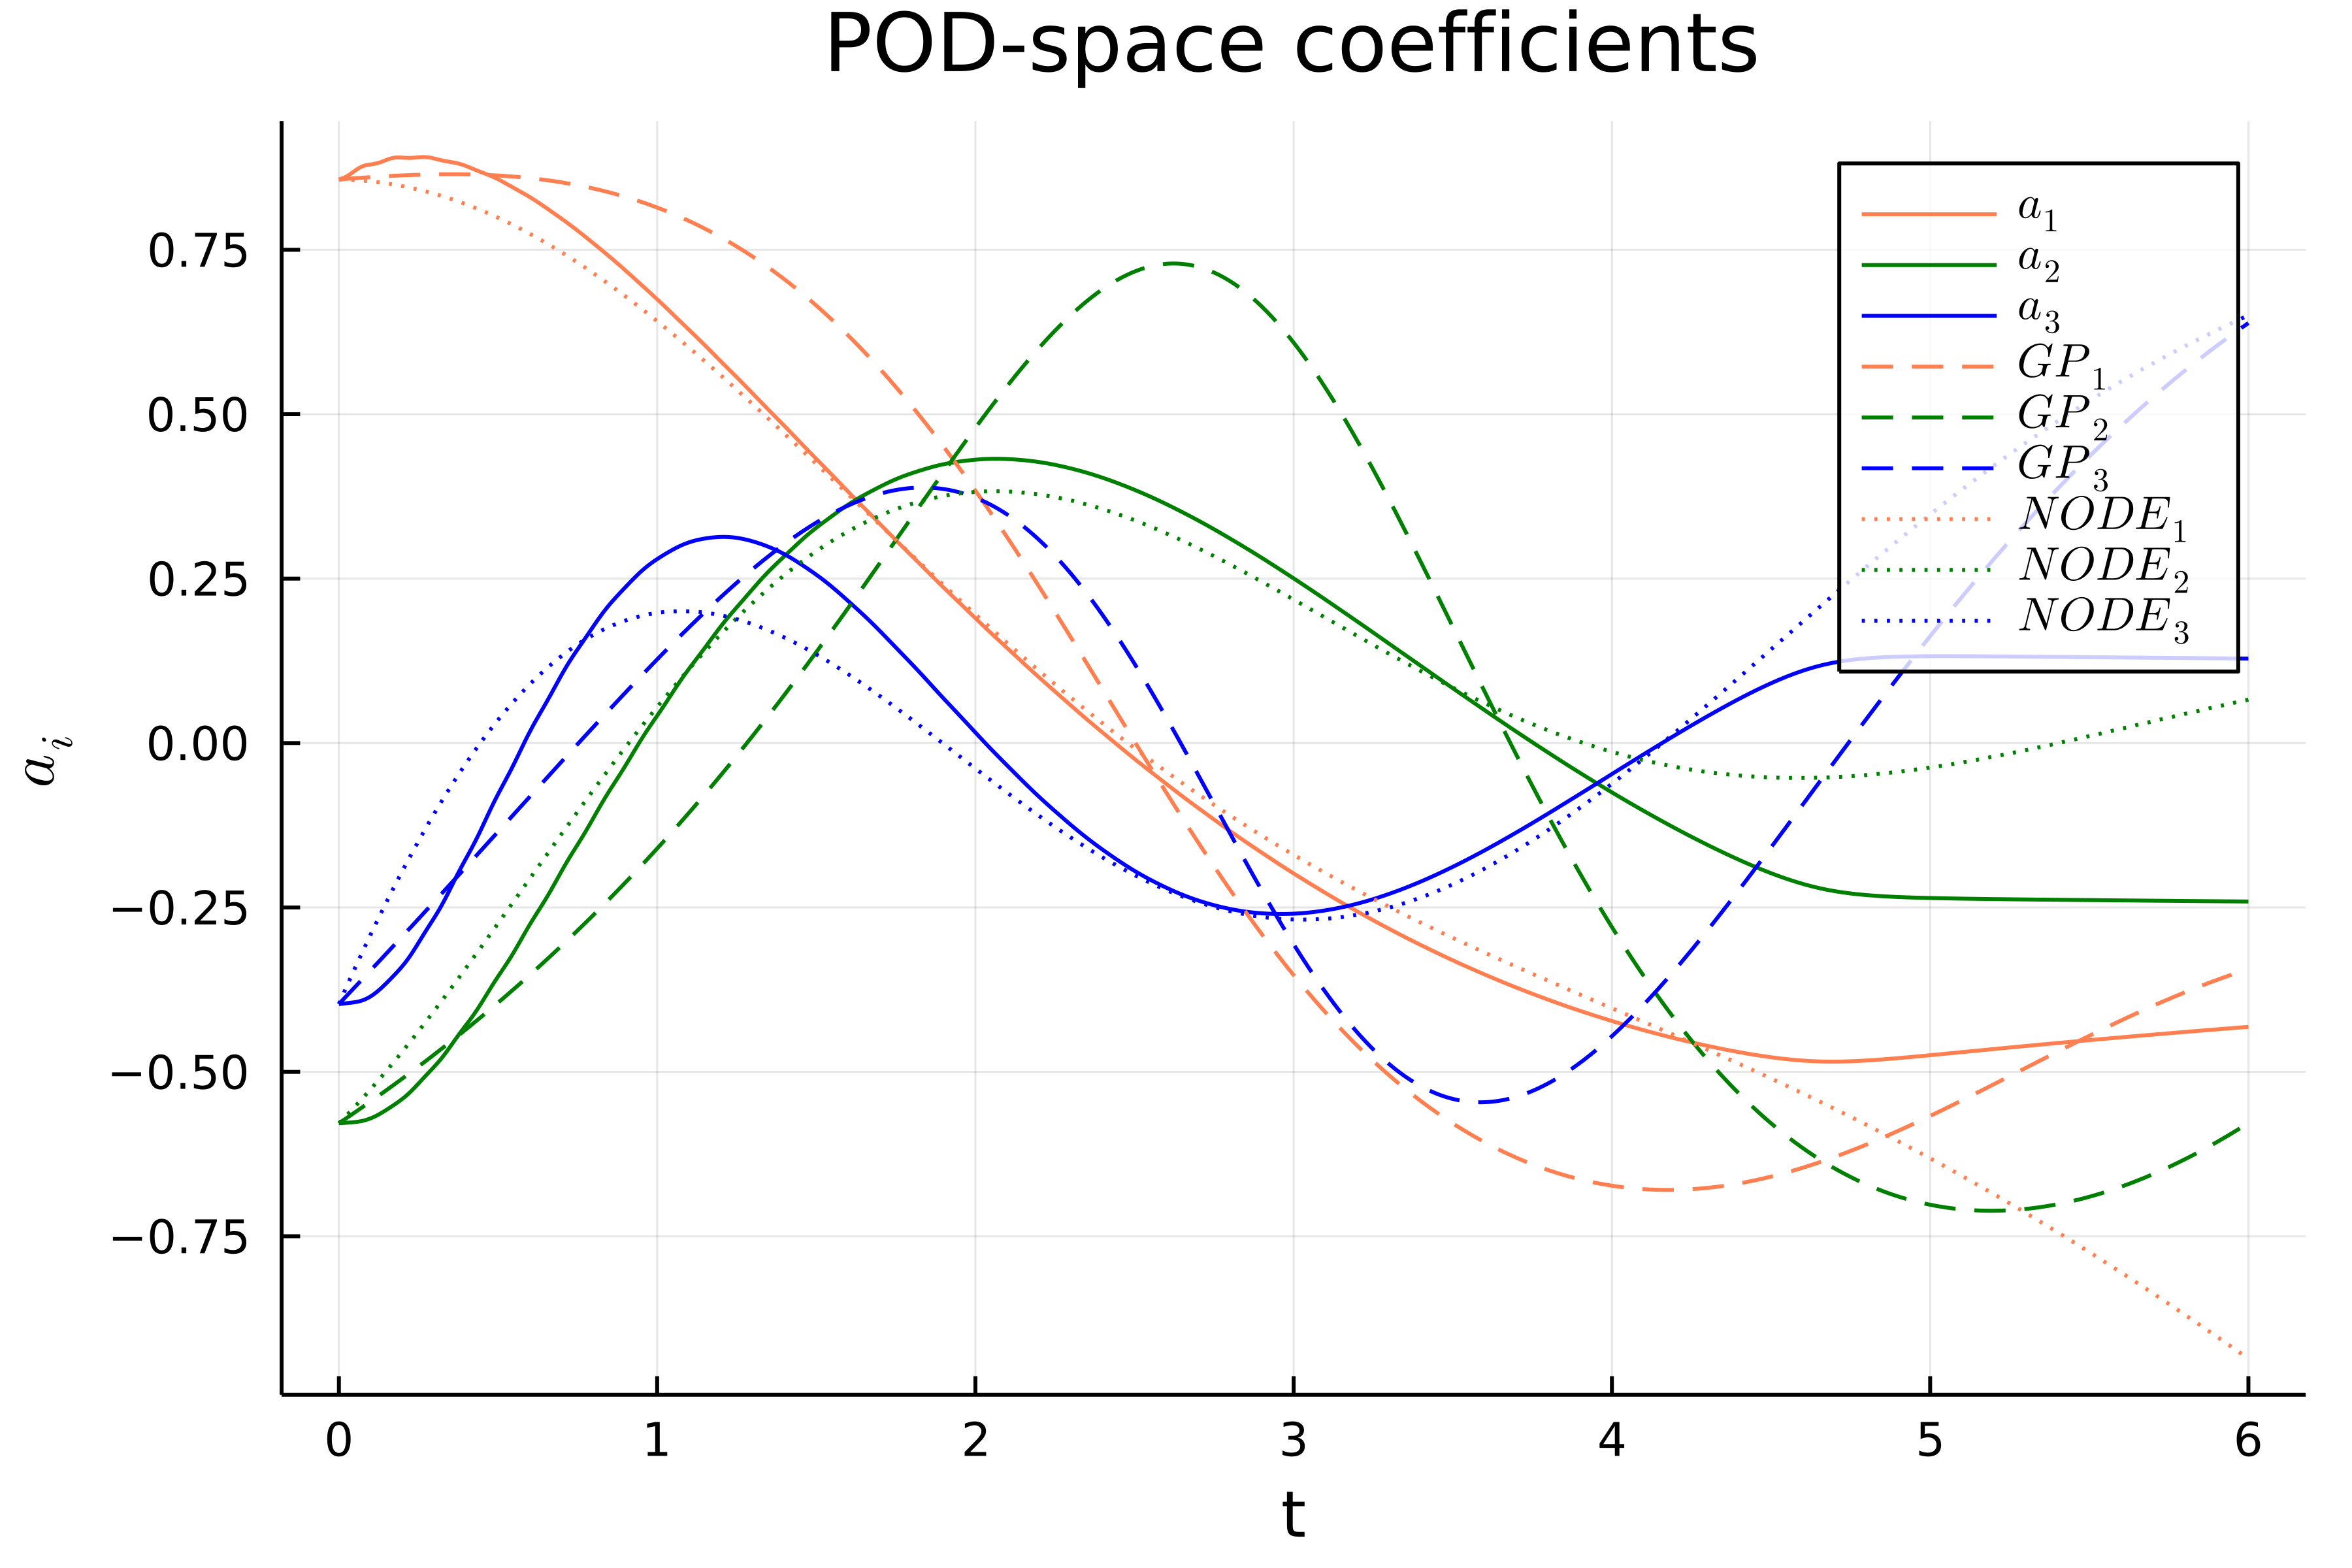 POD-space coefficients
a_i
0.75
0.50
0.25
0.00
−0.25
−0.50
−0.75
a_1
a_2
a_3
GP_1
GP_2
GP_3
NODE_1
NODE_2
NODE_3
0 1 2 3 4 5 6
t